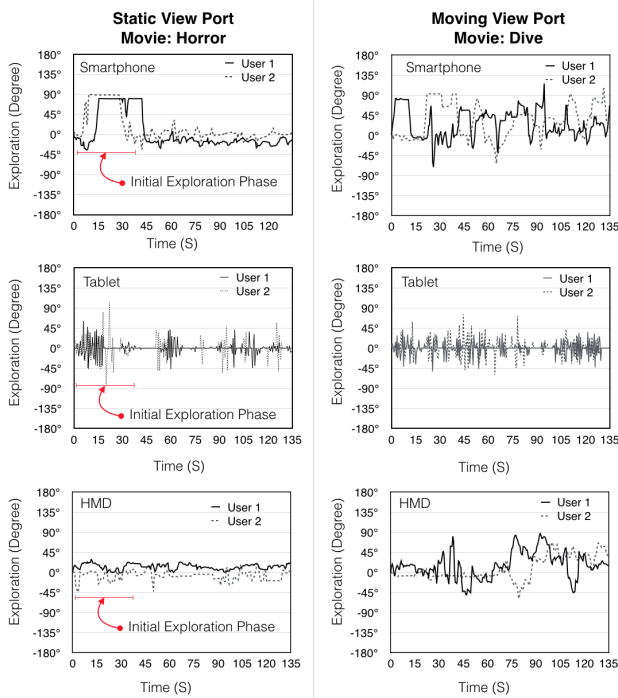 Static View Port
Movie: Horror
Moving View Port
Movie: Dive
Exploration (Degree)
180°
135°
90°
45°
0°
-45°
-90°
-135°
-180°
Smartphone
User 1
User 2
Initial Exploration Phase
0 15 30 45 60 75 90 105 120
Time (S)
Exploration (Degree)
180°
135°
90°
45°
0°
-45°
-90°
-135°
-180°
Smartphone
User 1
User 2
0 15 30 45 60 75 90 105 120 135
Time (S)
Exploration (Degree)
180°
135°
90°
45°
0°
-45°
-90°
-135°
-180°
Tablet
User 1
User 2
Initial Exploration Phase
0 15 30 45 60 75 90 105 120 135
Time (S)
Exploration (Degree)
180°
135°
90°
45°
0°
-45°
-90°
-135°
-180°
Tablet
User 1
User 2
0 15 30 45 60 75 90 105 120 135
Time (S)
Exploration (Degree)
180°
135°
90°
45°
0°
-45°
-90°
-135°
-180°
HMD
User 1
User 2
Initial Exploration Phase
0 15 30 45 60 75 90 105 120 135
Time (S)
Exploration (Degree)
180°
135°
90°
45°
0°
-45°
-90°
-135°
-180°
HMD
User 1
User 2
0 15 30 45 60 75 90 105 120 135
Time (S)